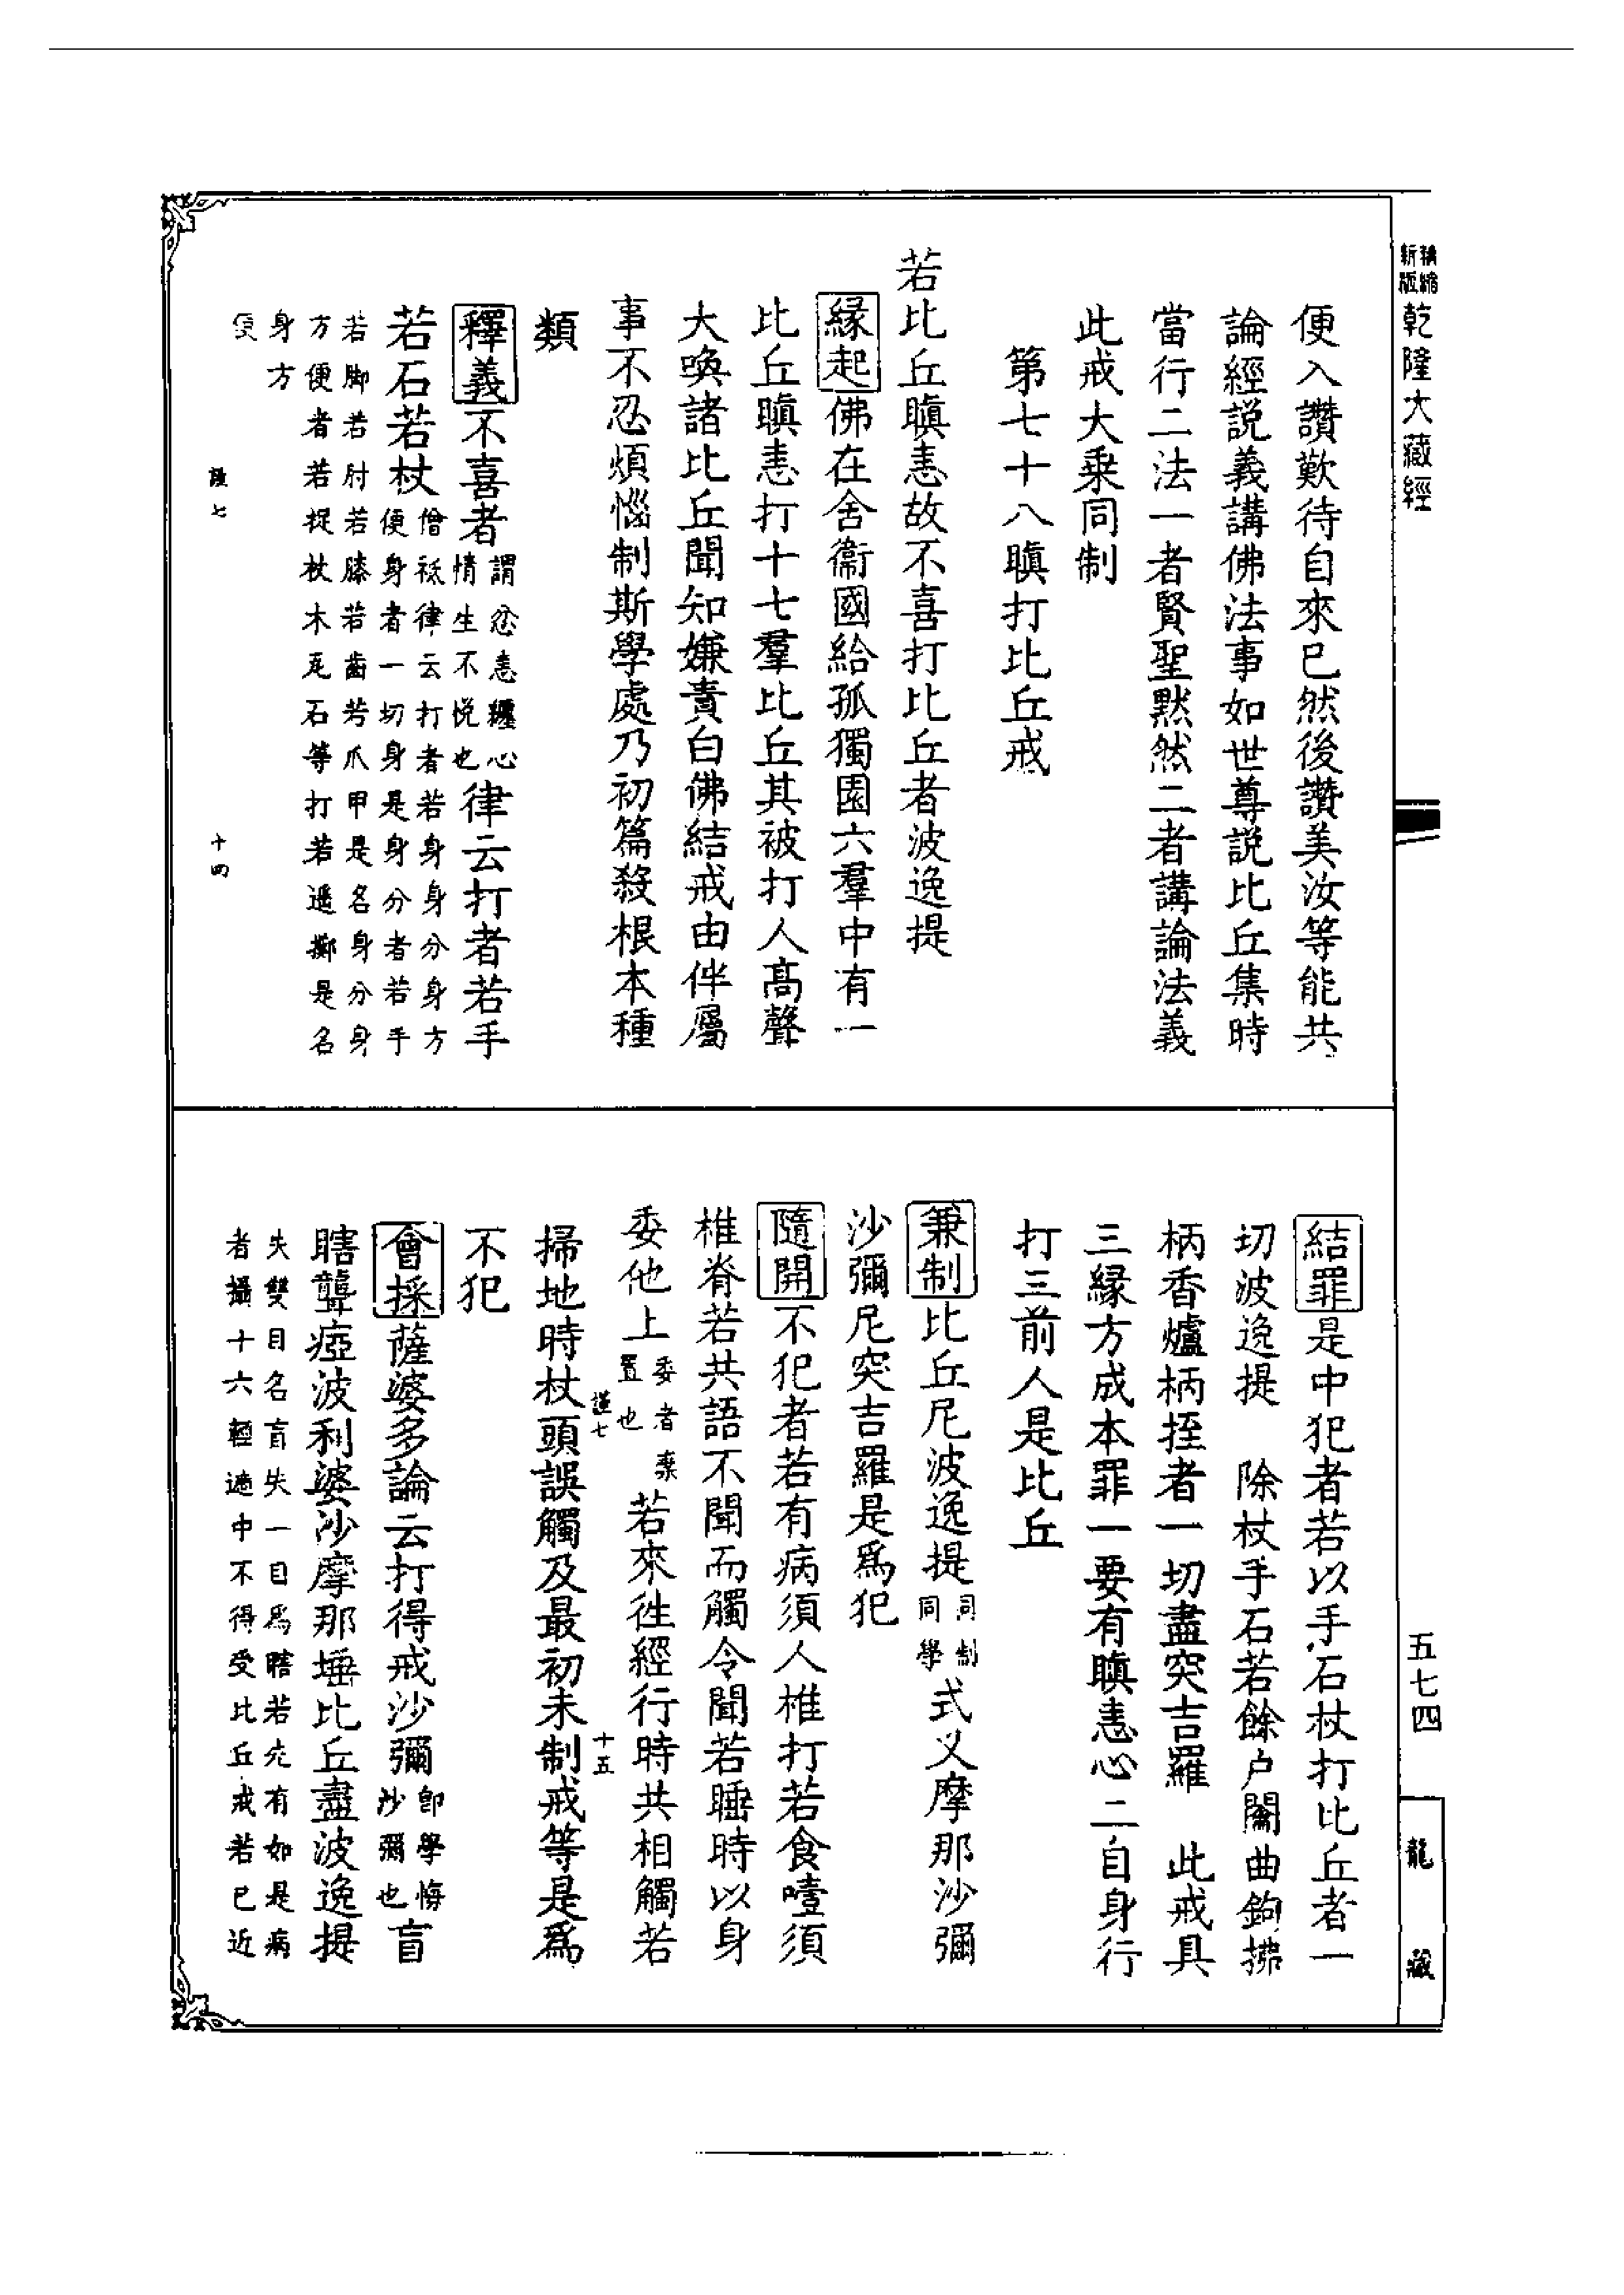 新版精縮
乾隆大藏經
便入讚歎待自來已然後讚美汝等能共
論經説義講佛法事如世尊説比丘集時
當行二法一者賢聖黙然二者講論法義
此戒大乘同制
第七十八瞋打比丘戒
若比丘瞋恚故不喜打比丘者波逸提
緣起佛在舍衞國給孤獨園六羣中有一
比丘瞋恚打十七羣比丘其被打人高聲
大喚諸比丘聞知嫌責白佛結戒由伴屬
事不忍煩惱制斯學處乃初篇殺根本種
類
釋義不喜者謂忿恚纏心情生不悅也律云打者若手
若石若杖僧祇律云打者若身身分身方便身者一切身是身分者若手
若脚若肘若膝若齒若爪甲是名身分身
方便者若捉杖木瓦石等打若遥擲是名
身方
便
謹七
十四
五七四
龍藏
結罪是中犯者若以手石杖打比丘者一
切波逸提 除杖手石若餘户闗曲鉤拂
柄香爐柄挃者一切盡突吉羅 此戒具
三緣方成本罪一要有瞋恚心二自身行
打三前人是比丘
兼制比丘尼波逸提同制同學式义摩那沙彌
沙彌尼突吉羅是爲犯
隨開不犯者若有病須人椎打若食噎須
椎脊若共語不聞而觸令聞若睡時以身
委他上委者棄置也若來往經行時共相觸若
謹七
十五
掃地時杖頭誤觸及最初未制戒等是爲
不犯
會採薩婆多論云打得戒沙彌卽學悔沙彌也盲
瞎聾瘂波利婆沙摩那埵比丘盡波逸提
失雙目名盲失一目爲瞎若先有如是病
者攝十六輕遮中不得受比丘戒若已近